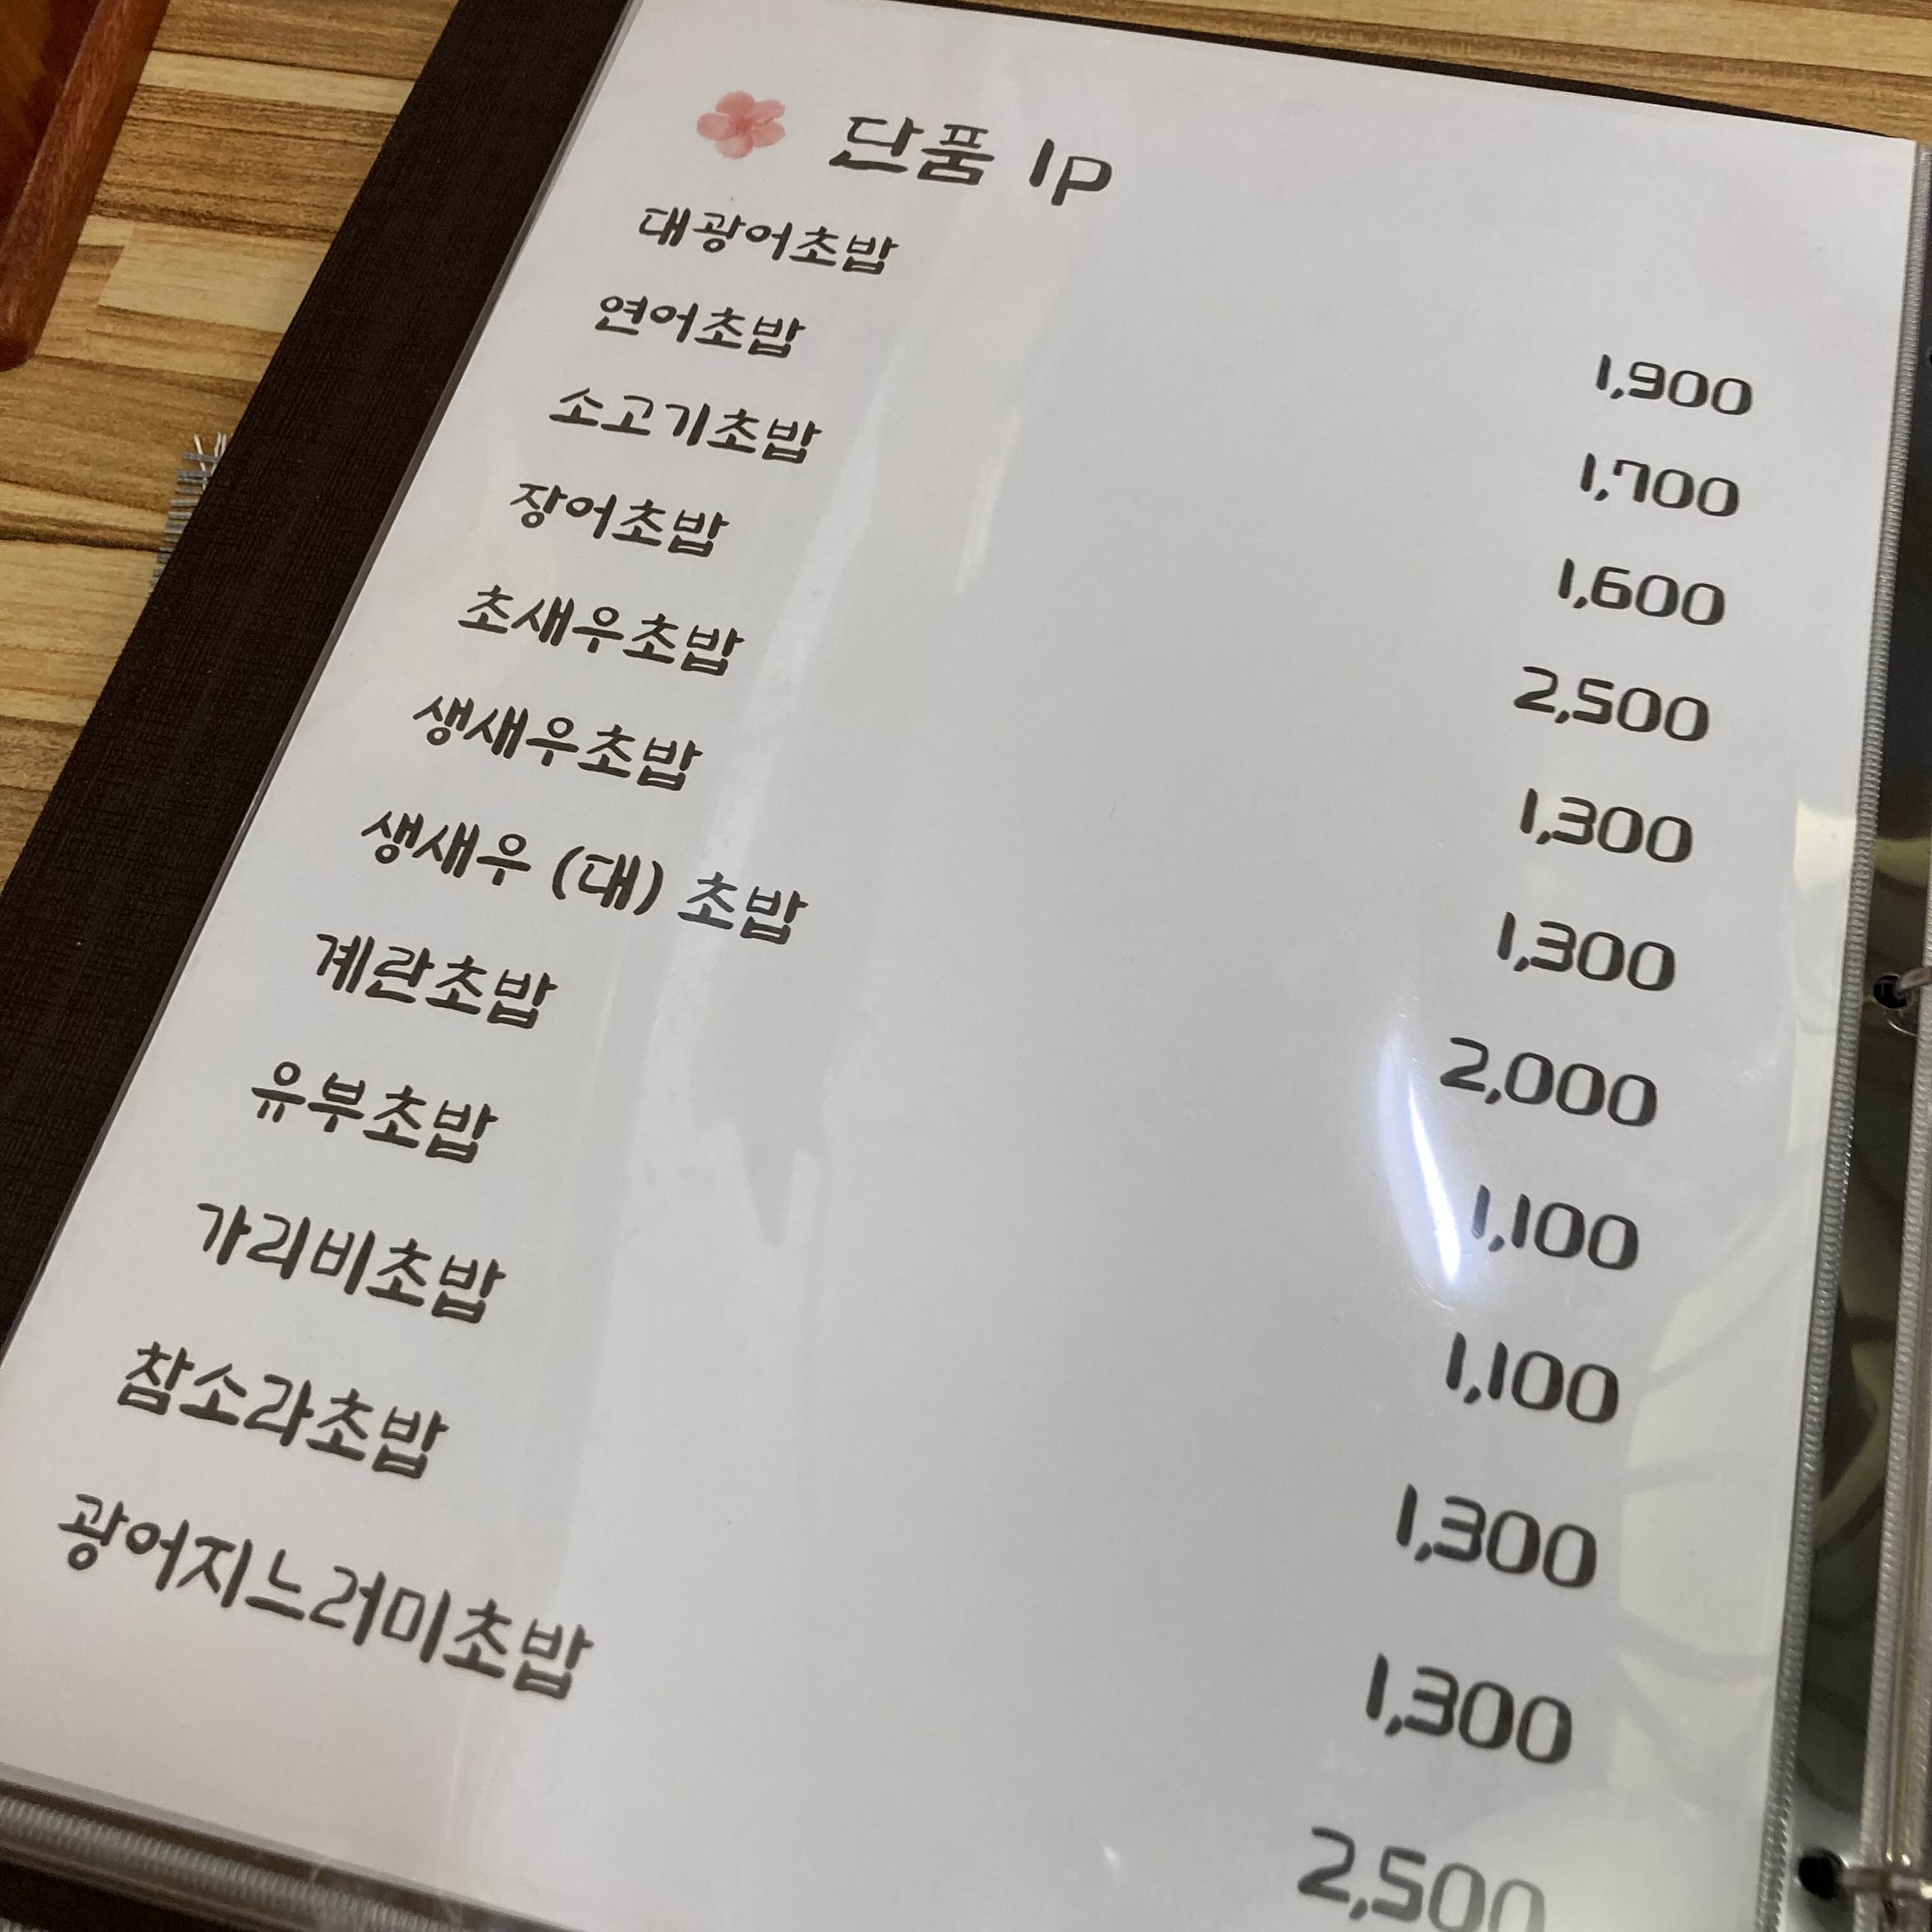 단품 1p
대광어초밥 1,900
연어초밥 1,700
소고기초밥 1,600
장어초밥 2,500
초새우초밥 1,300
생새우초밥 1,300
생새우 (대) 초밥 2,000
계란초밥 1,100
유부초밥 1,100
가리비초밥 1,300
참소라초밥 1,300
광어지느러미초밥 2,500